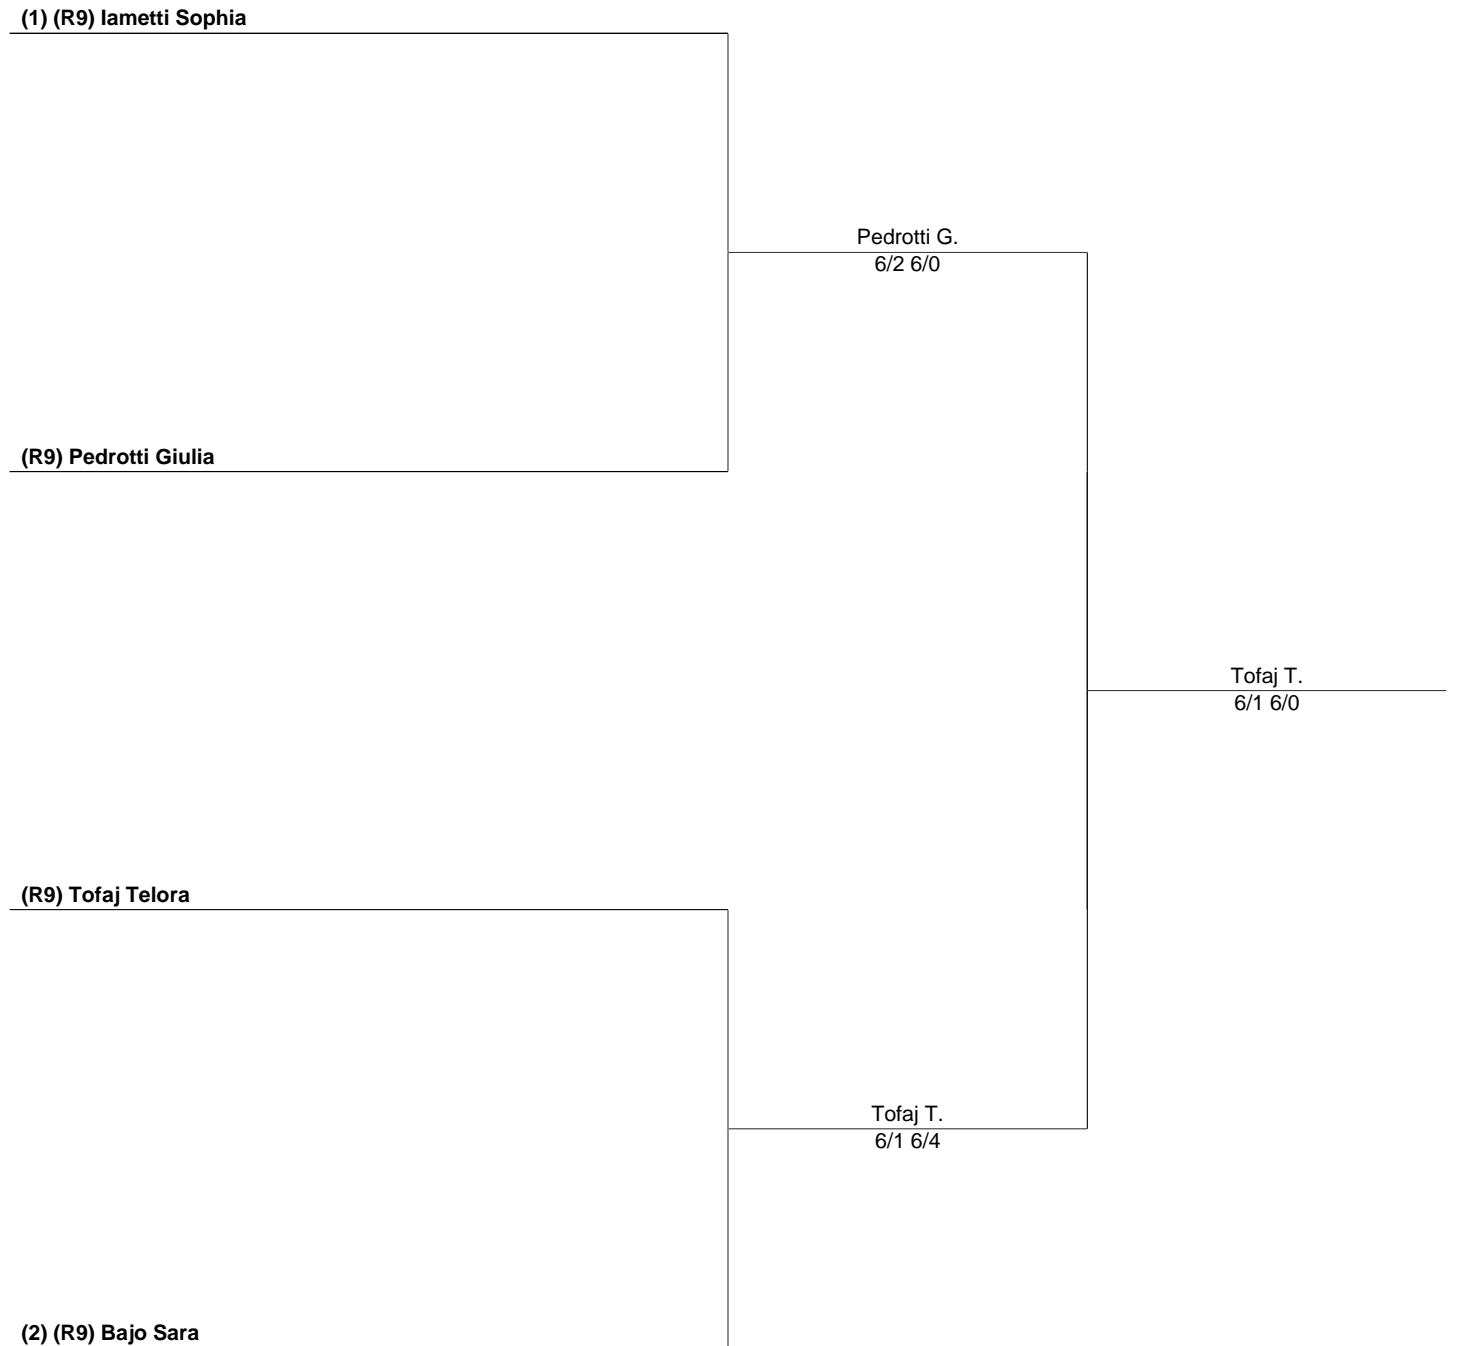 (1) (R9) Iametti Sophia
Pedrotti G.
6/2 6/0
(R9) Pedrotti Giulia
Tofaj T.
6/1 6/0
(R9) Tofaj Telora
Tofaj T.
6/1 6/4
(2) (R9) Bajo Sara